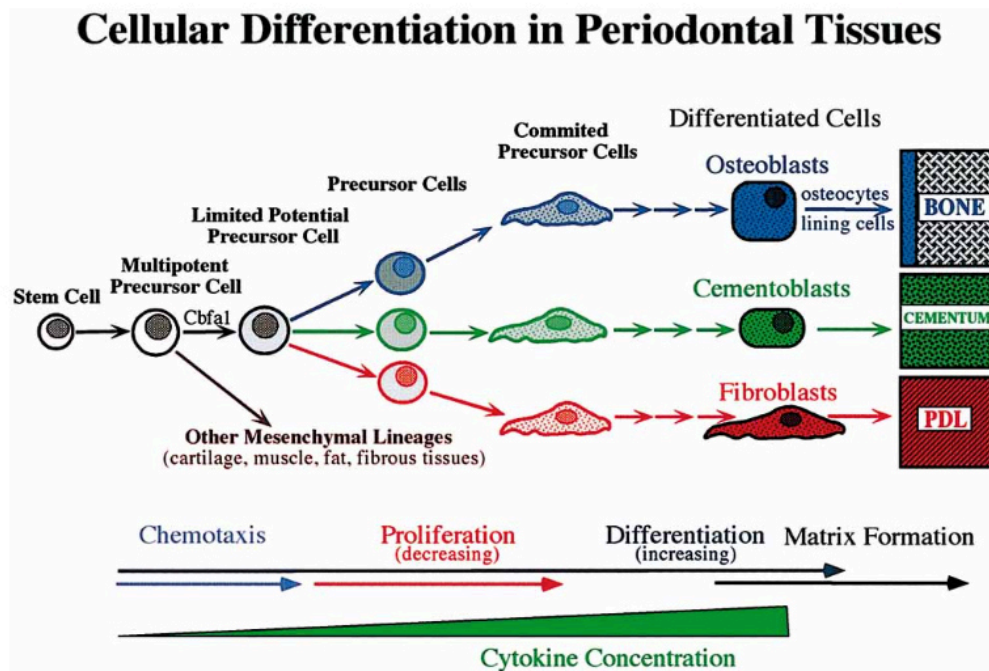 Cellular Differentiation in Periodontal Tissues
Stem Cell
Multipotent
Precursor Cell
Cbfa1
Limited Potential
Precursor Cell
Precursor Cells
Commited
Precursor Cells
Differentiated Cells
Osteoblasts
osteocytes
lining cells
BONE
Cementoblasts
CEMENTUM
Fibroblasts
PDL
Other Mesenchymal Lineages
(cartilage, muscle, fat, fibrous tissues)
Chemotaxis
Proliferation
(decreasing)
Differentiation
(increasing)
Matrix Formation
Cytokine Concentration